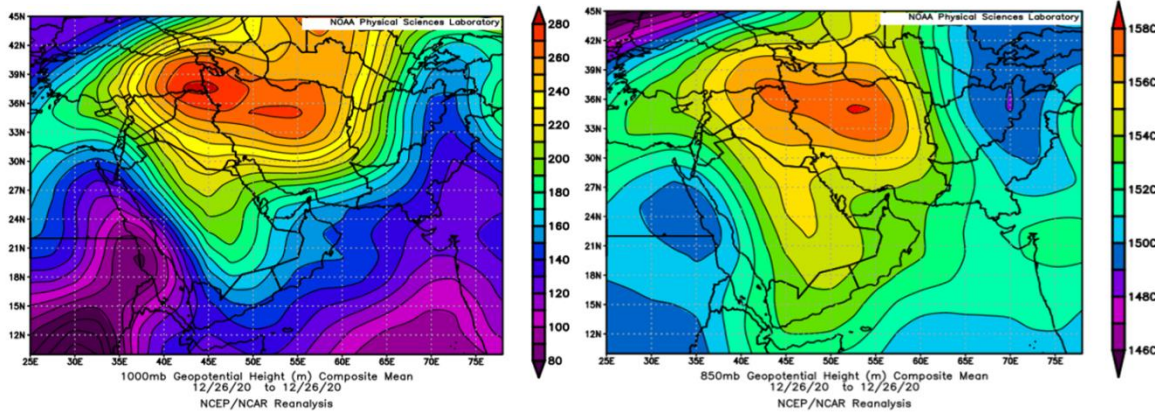 NOAA Physical Sciences Laboratory
45N
42N
39N
36N
33N
30N
27N
24N
21N
18N
15N
12N
25E 30E 35E 40E 45E 50E 55E 60E 65E 70E 75E
280
260
240
220
200
180
160
140
120
100
80
1000mb Geopotential Height (m) Composite Mean
12/26/20 to 12/26/20
NCEP/NCAR Reanalysis
NOAA Physical Sciences Laboratory
45N
42N
39N
36N
33N
30N
27N
24N
21N
18N
15N
12N
25E 30E 35E 40E 45E 50E 55E 60E 65E 70E 75E
1580
1560
1540
1520
1500
1480
1460
850mb Geopotential Height (m) Composite Mean
12/26/20 to 12/26/20
NCEP/NCAR Reanalysis